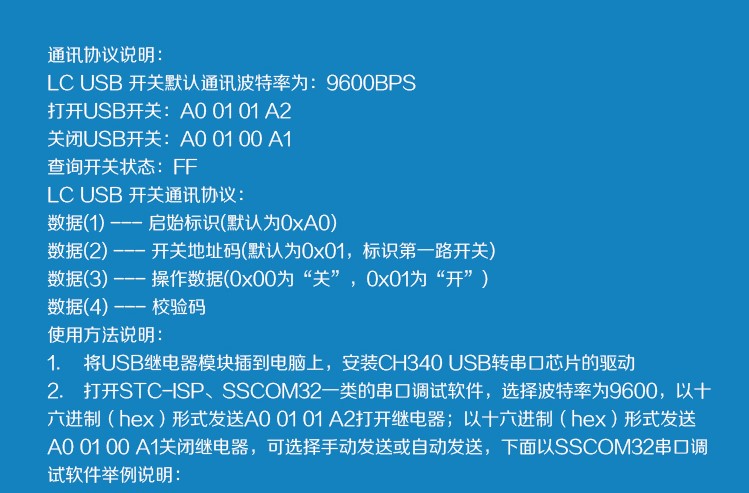 通讯协议说明：
LC USB 开关默认通讯波特率为：9600BPS
打开USB开关：A0 01 01 A2
关闭USB开关：A0 01 00 A1
查询开关状态：FF
LC USB 开关通讯协议：
数据(1) --- 启始标识(默认为0xA0)
数据(2) --- 开关地址码(默认为0x01，标识第一路开关)
数据(3) --- 操作数据(0x00为“关”，0x01为“开”)
数据(4) --- 校验码
使用方法说明：
1. 将USB继电器模块插到电脑上，安装CH340 USB转串口芯片的驱动
2. 打开STC-ISP、SSCOM32一类的串口调试软件，选择波特率为9600，以十
六进制（hex）形式发送A0 01 01 A2打开继电器；以十六进制（hex）形式发送
A0 01 00 A1关闭继电器，可选择手动发送或自动发送，下面以SSCOM32串口调
试软件举例说明：